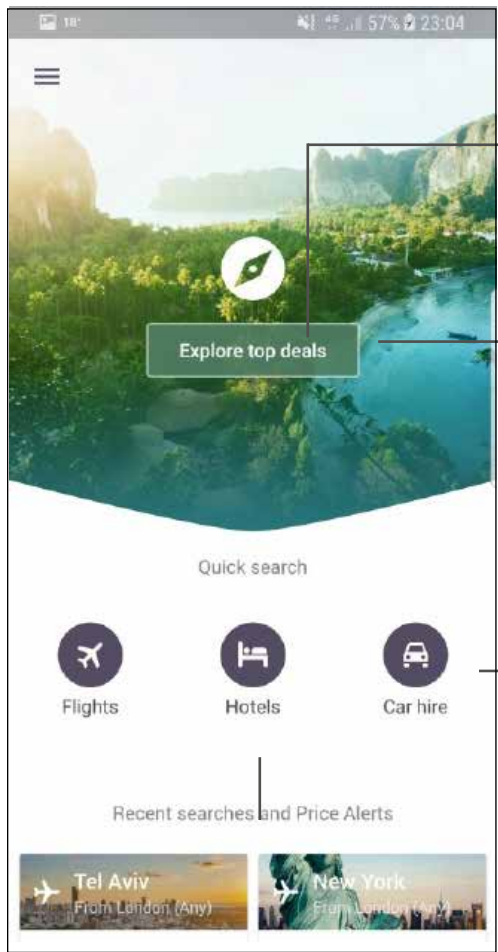 18°
4G 57% 23:04
Explore top deals
Quick search
Flights Hotels Car hire
Recent searches and Price Alerts
Tel Aviv New York
From London (Any) From London (Any)